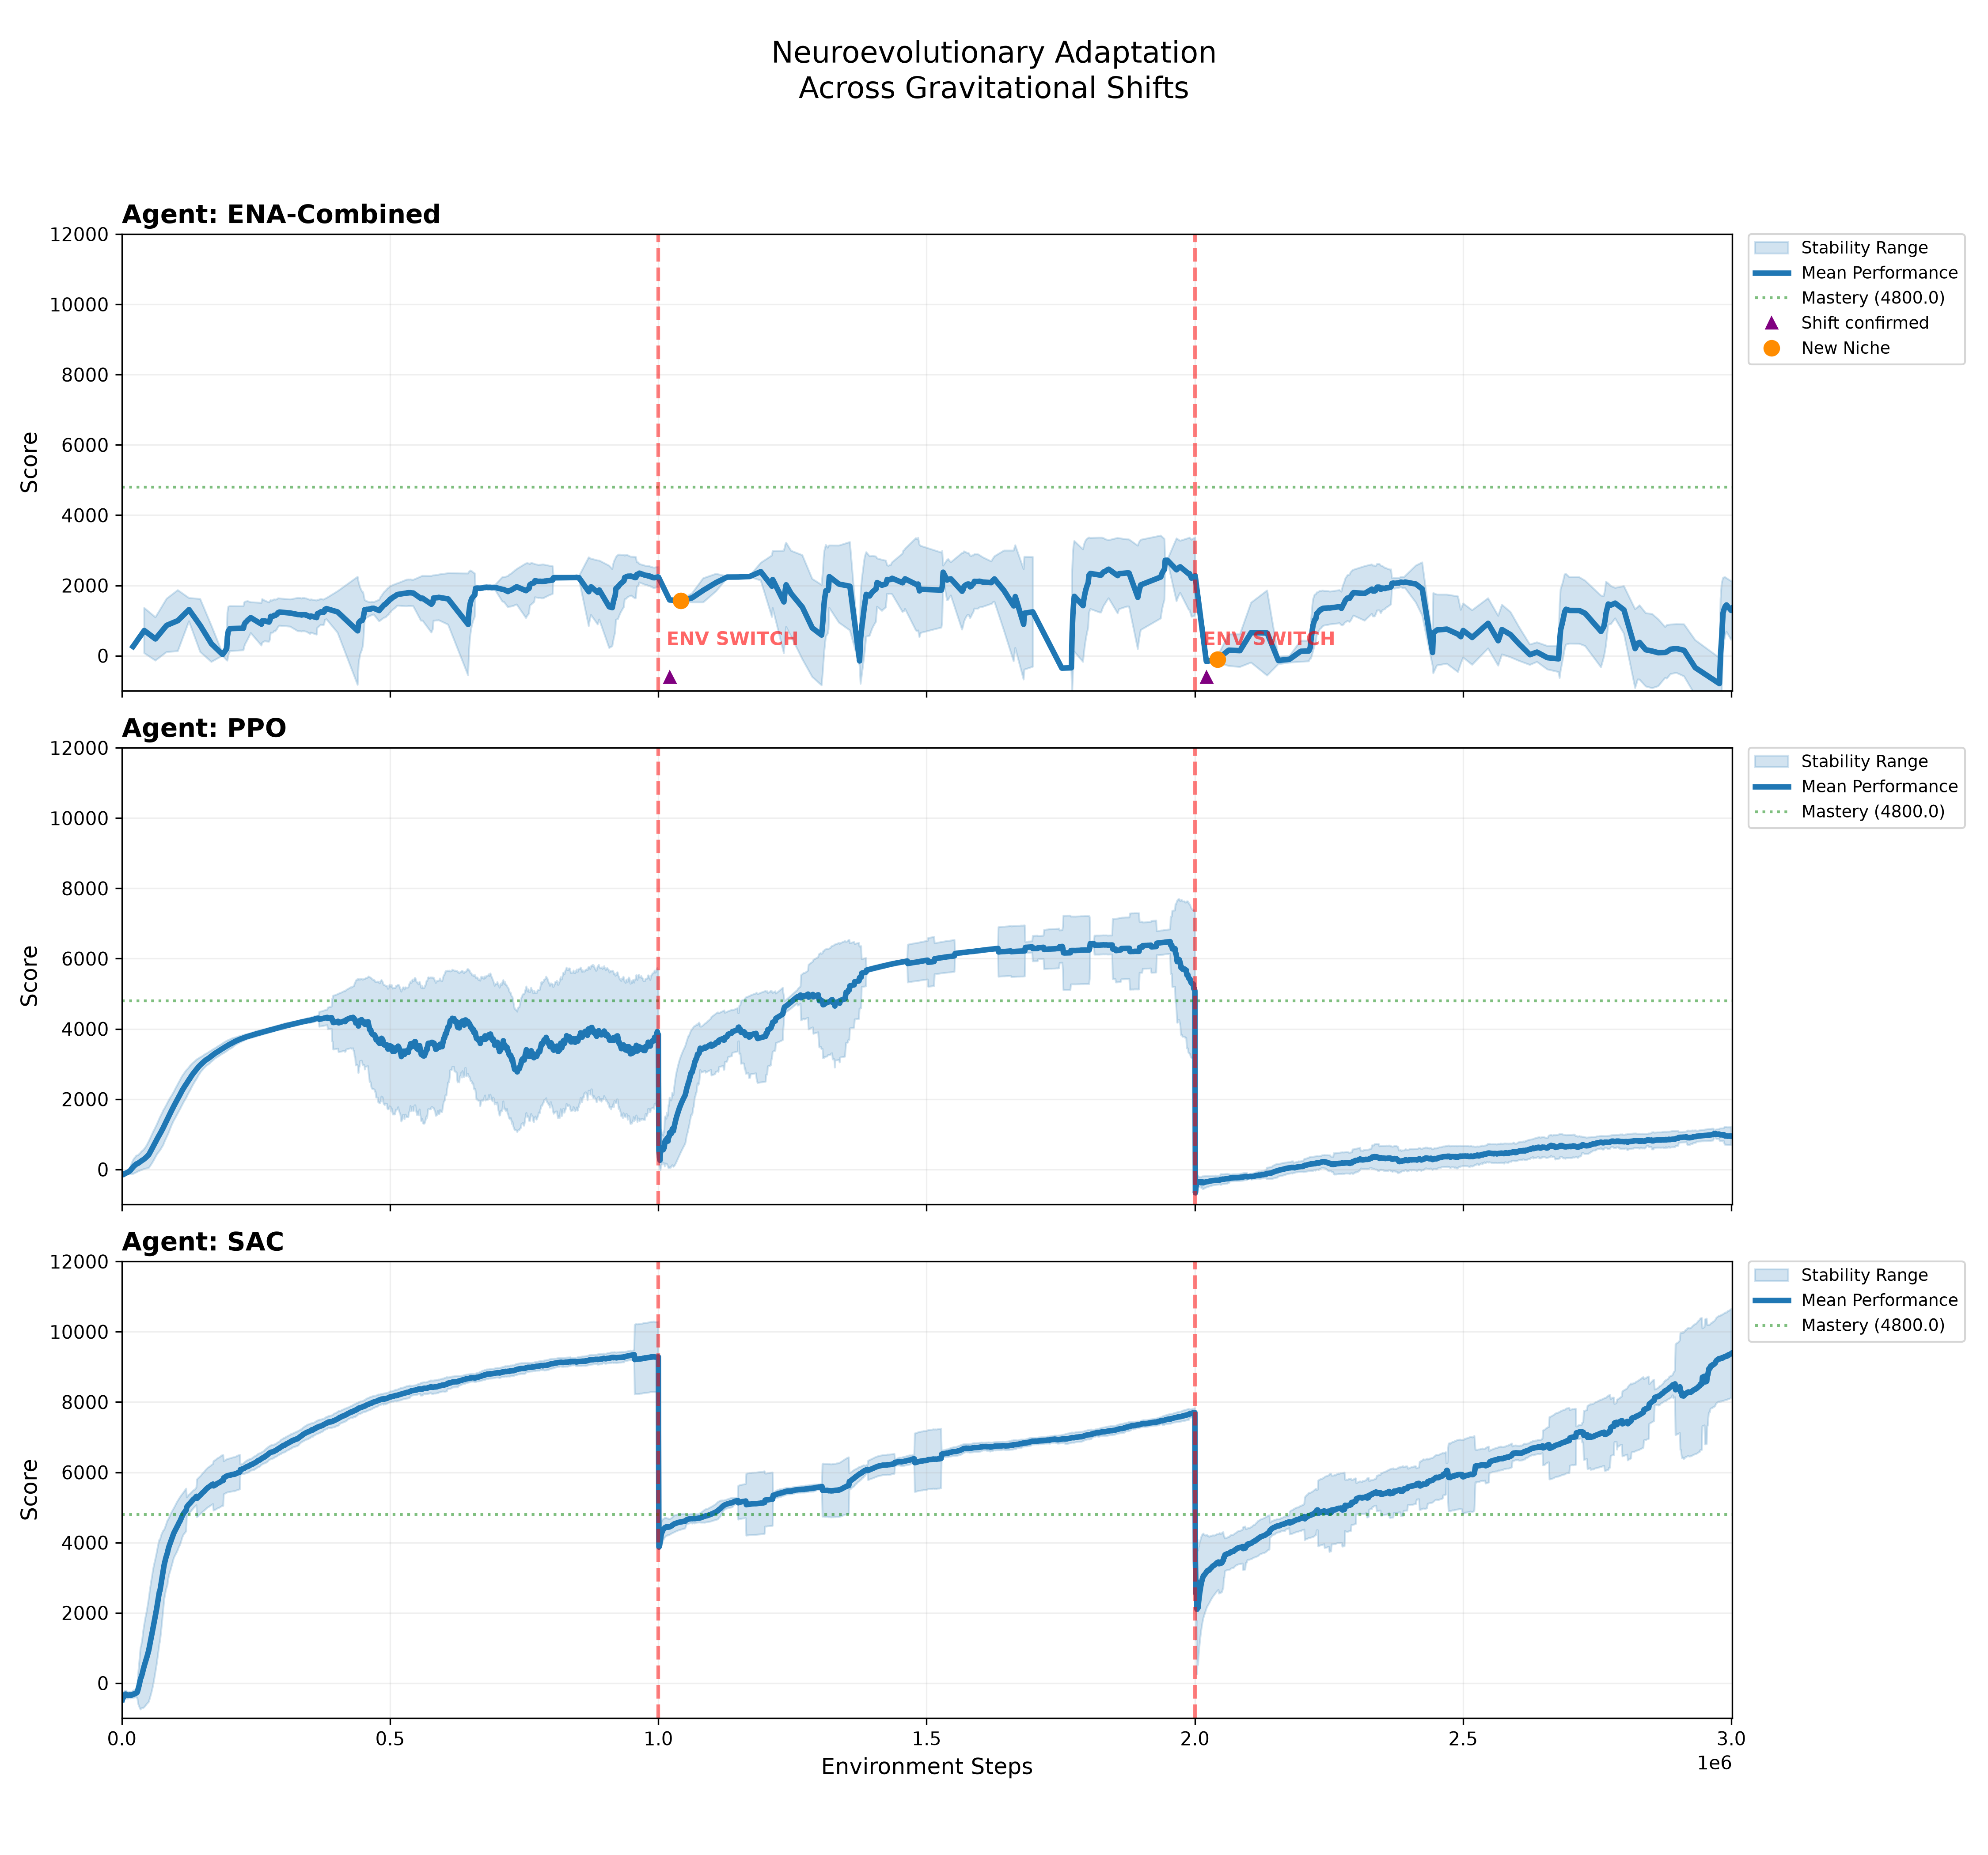 Neuroevolutionary Adaptation
Across Gravitational Shifts
Agent: ENA-Combined
12000
10000
8000
6000
4000
2000
0
Score
ENV SWITCH
ENV SWITCH
Stability Range
Mean Performance
Mastery (4800.0)
Shift confirmed
New Niche
Agent: PPO
12000
10000
8000
6000
4000
2000
0
Score
Stability Range
Mean Performance
Mastery (4800.0)
Agent: SAC
12000
10000
8000
6000
4000
2000
0
Score
Stability Range
Mean Performance
Mastery (4800.0)
0.0 0.5 1.0 1.5 2.0 2.5 3.0
1e6
Environment Steps